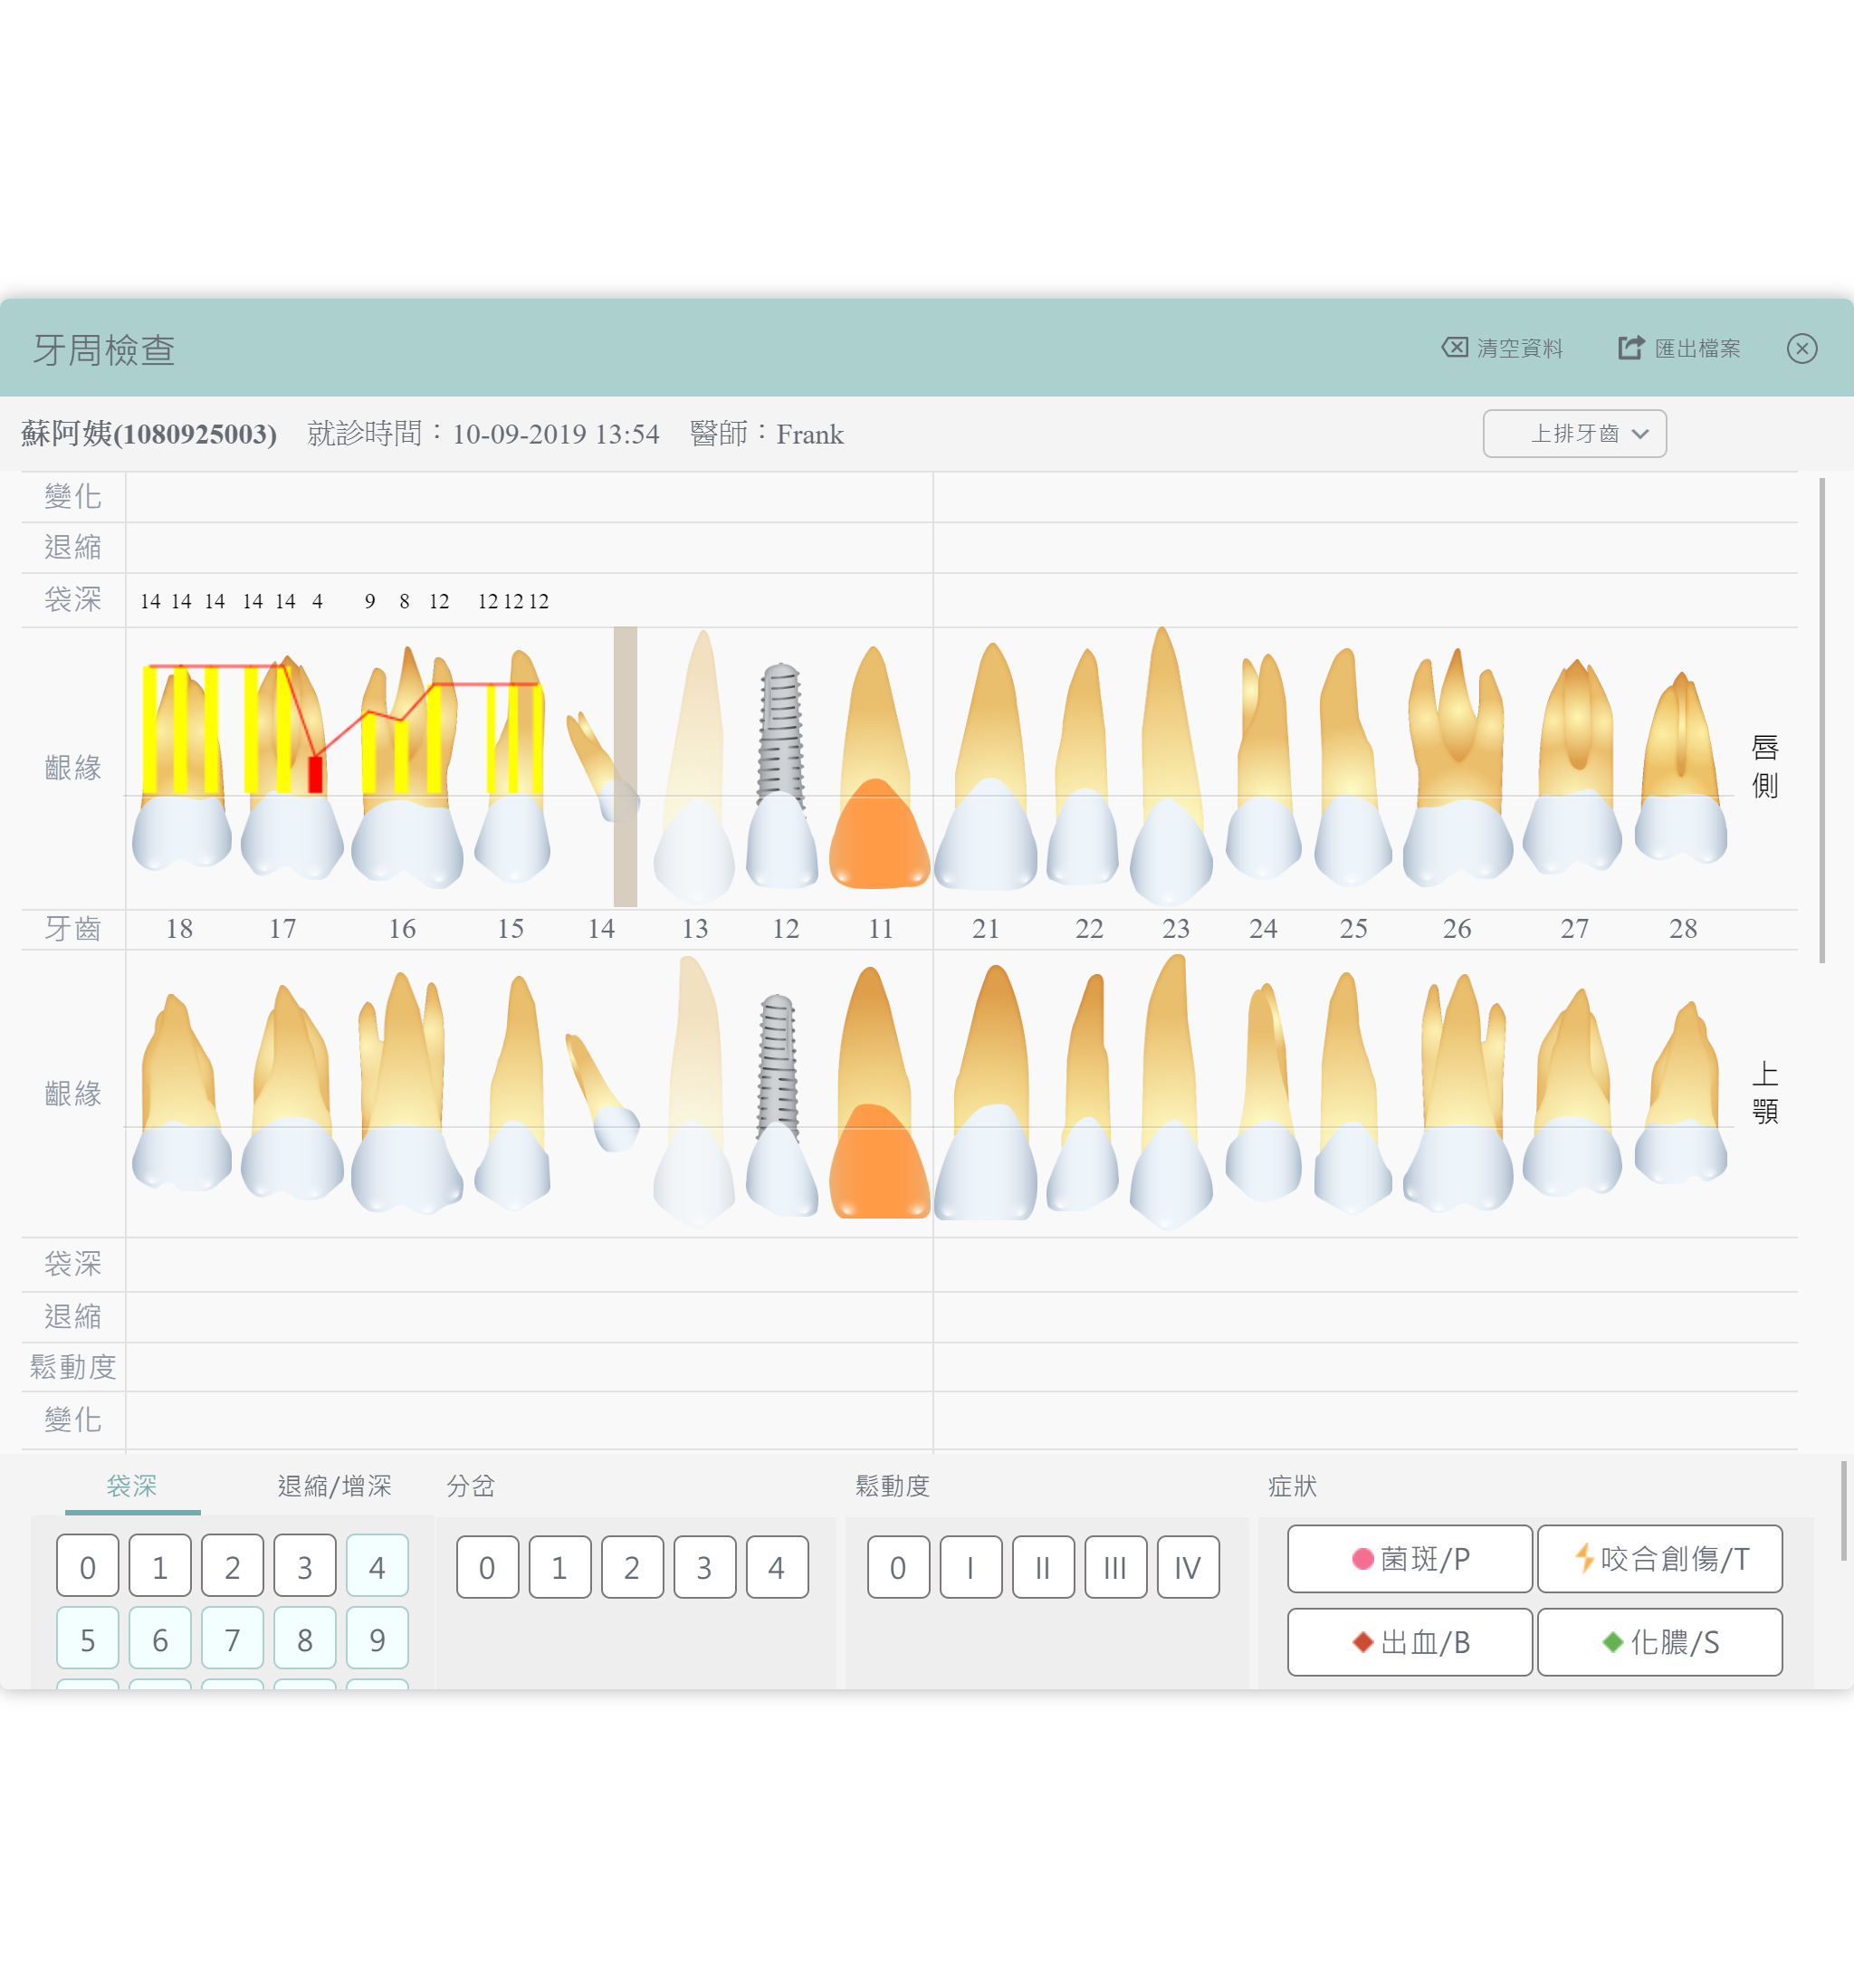 牙周檢查 清空資料 匯出檔案
蘇阿姨(1080925003) 就診時間：10-09-2019 13:54 醫師：Frank 上排牙齒
變化
退縮
袋深 14 14 14 14 14 4 9 8 12 12 12 12
齦緣 唇側
牙齒 18 17 16 15 14 13 12 11 21 22 23 24 25 26 27 28
齦緣 上顎
袋深
退縮
鬆動度
變化
袋深 退縮/增深 分岔 鬆動度 症狀
0 1 2 3 4 0 1 2 3 4 0 I II III IV 菌斑/P 咬合創傷/T
5 6 7 8 9 出血/B 化膿/S